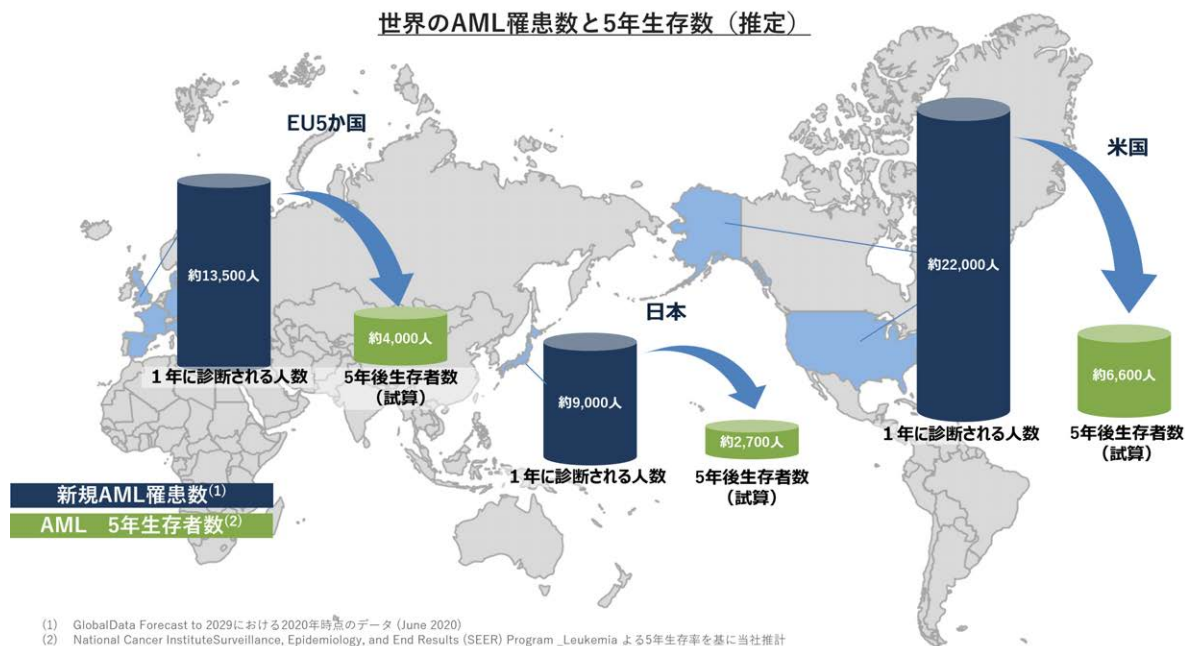 世界のAML罹患数と5年生存数（推定）
EU5か国
約13,500人
1年に診断される人数
約4,000人
5年後生存者数
（試算）
日本
約9,000人
1年に診断される人数
約2,700人
5年後生存者数
（試算）
米国
約22,000人
1年に診断される人数
約6,600人
5年後生存者数
（試算）
新規AML罹患数(1)
AML　5年生存者数(2)
(1) GlobalData Forecast to 2029における2020年時点のデータ (June 2020)
(2) National Cancer InstituteSurveillance, Epidemiology, and End Results (SEER) Program _Leukemia よる5年生存率を基に当社推計